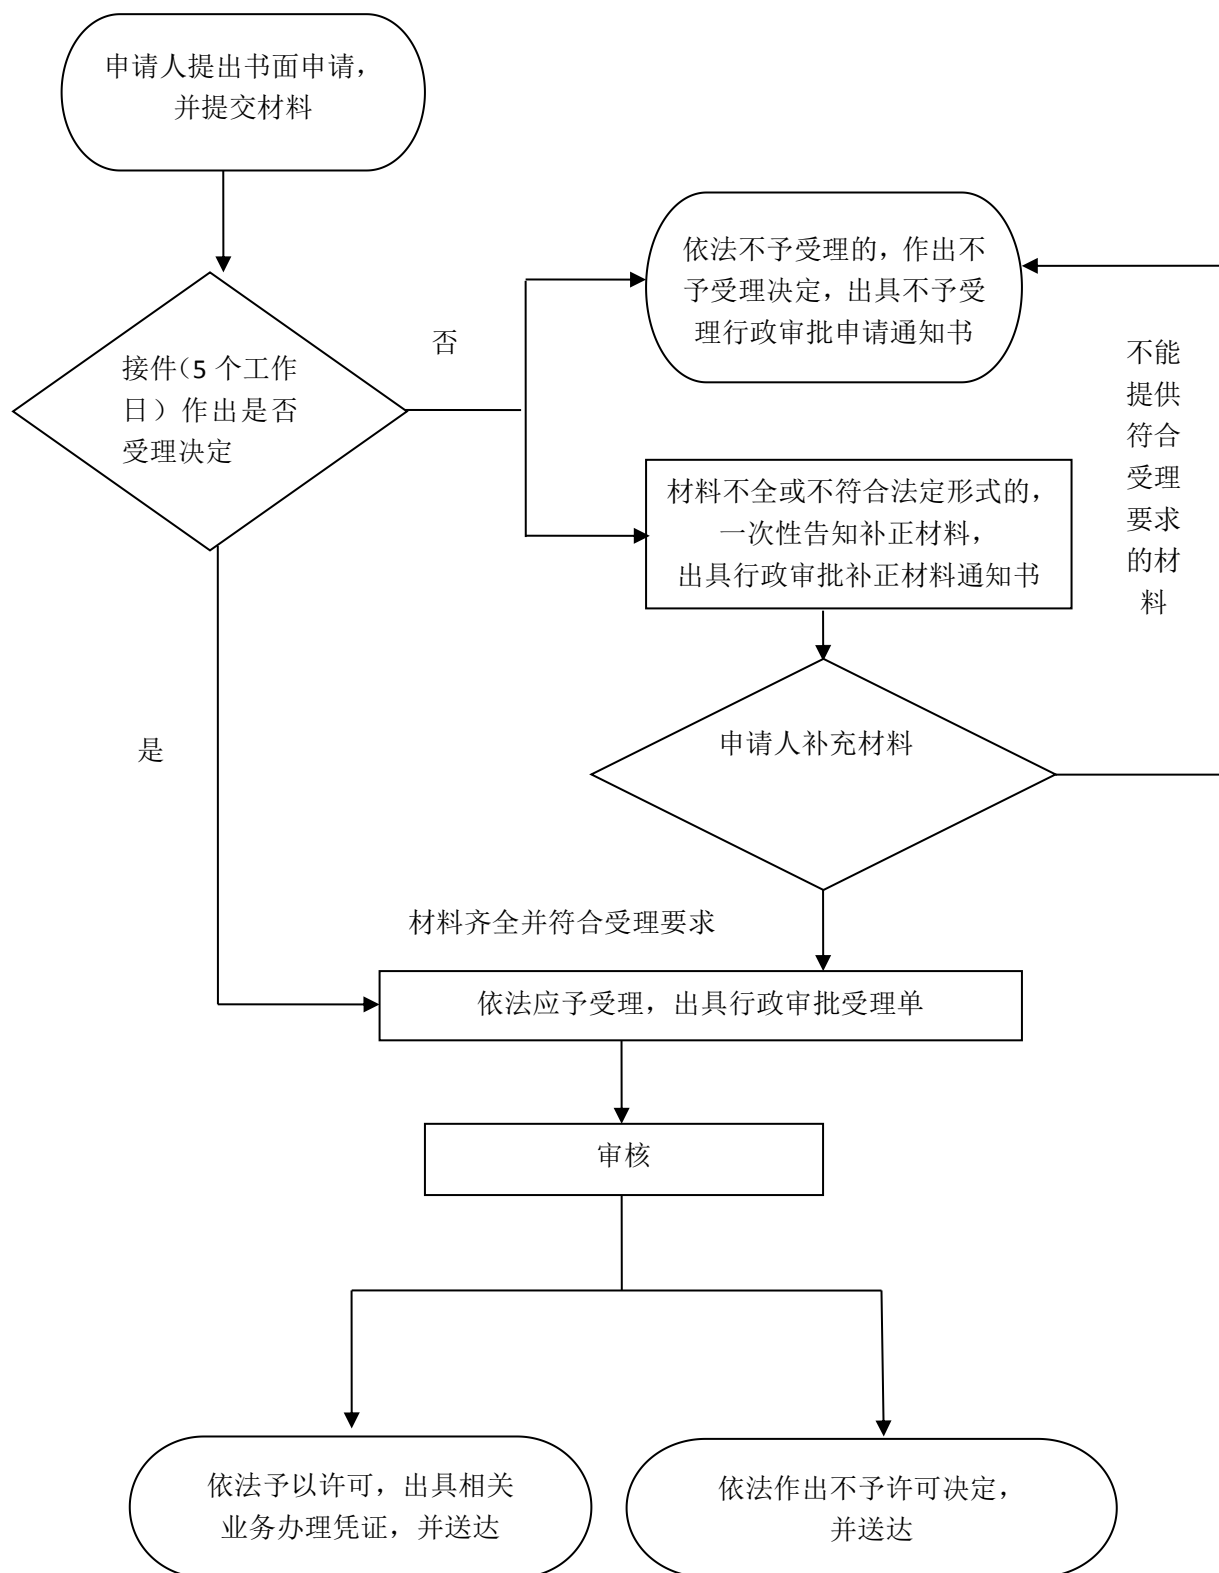 申请人提出书面申请，
并提交材料
依法不予受理的，作出不
予受理决定，出具不予受
理行政审批申请通知书
否
接件（5 个工作
日）作出是否
受理决定
不能
提供
符合
受理
要求
的材
料
材料不全或不符合法定形式的，
一次性告知补正材料，
出具行政审批补正材料通知书
是
申请人补充材料
材料齐全并符合受理要求
依法应予受理，出具行政审批受理单
审核
依法予以许可，出具相关
业务办理凭证，并送达
依法作出不予许可决定，
并送达